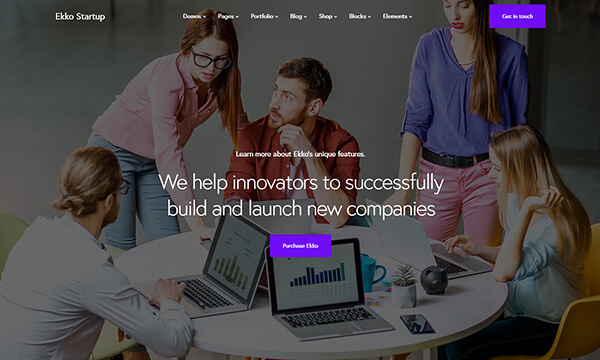 Ekko Startup
Demos Pages Portfolio Blog Shop Blocks Elements
Get in touch
Learn more about Ekko's unique features.
We help innovators to successfully
build and launch new companies
Purchase Ekko